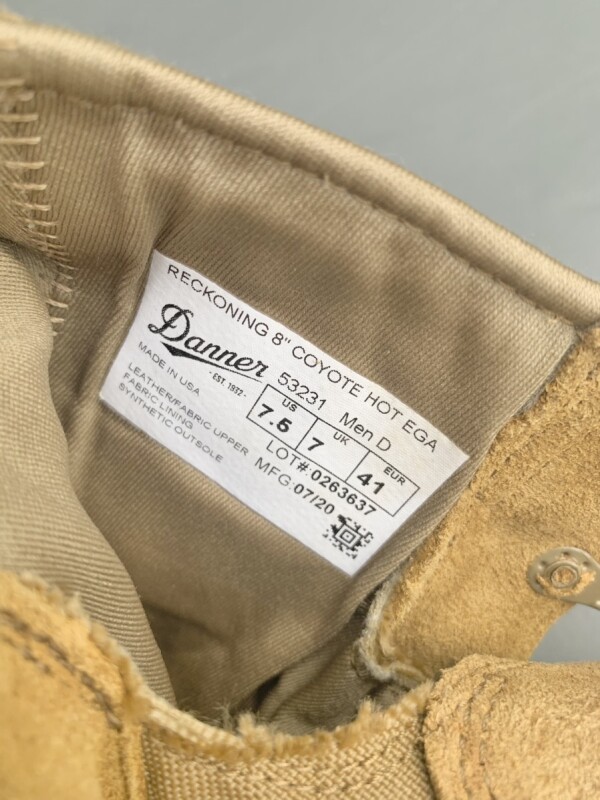 RECKONING 8" COYOTE HOT EGA
Danner 53231 Men D
- EST. 1932 -
MADE IN USA
LEATHER/FABRIC UPPER
FABRIC LINING
SYNTHETIC OUTSOLE
US 7.5
UK 7
EUR 41
LOT#:0263637
MFG:07/20